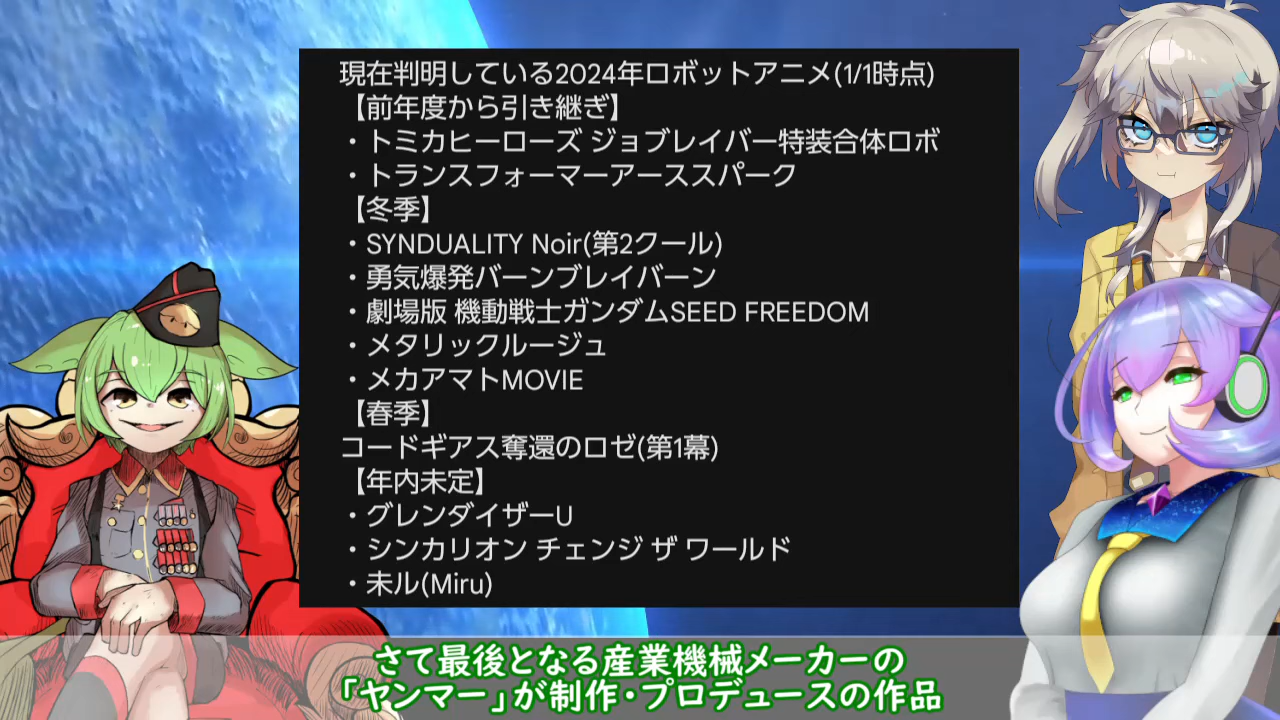 現在判明している2024年ロボットアニメ(1/1時点)
【前年度から引き継ぎ】
・トミカヒーローズ ジョブレイバー特装合体ロボ
・トランスフォーマーアーススパーク
【冬季】
・SYNDUALITY Noir(第2クール)
・勇気爆発バーンブレイバーン
・劇場版 機動戦士ガンダムSEED FREEDOM
・メタリックルージュ
・メカアマトMOVIE
【春季】
コードギアス奪還のロゼ(第1幕)
【年内未定】
・グレンダイザーU
・シンカリオン チェンジ ザ ワールド
・未ル(Miru)
さて最後となる産業機械メーカーの
「ヤンマー」が制作・プロデュースの作品